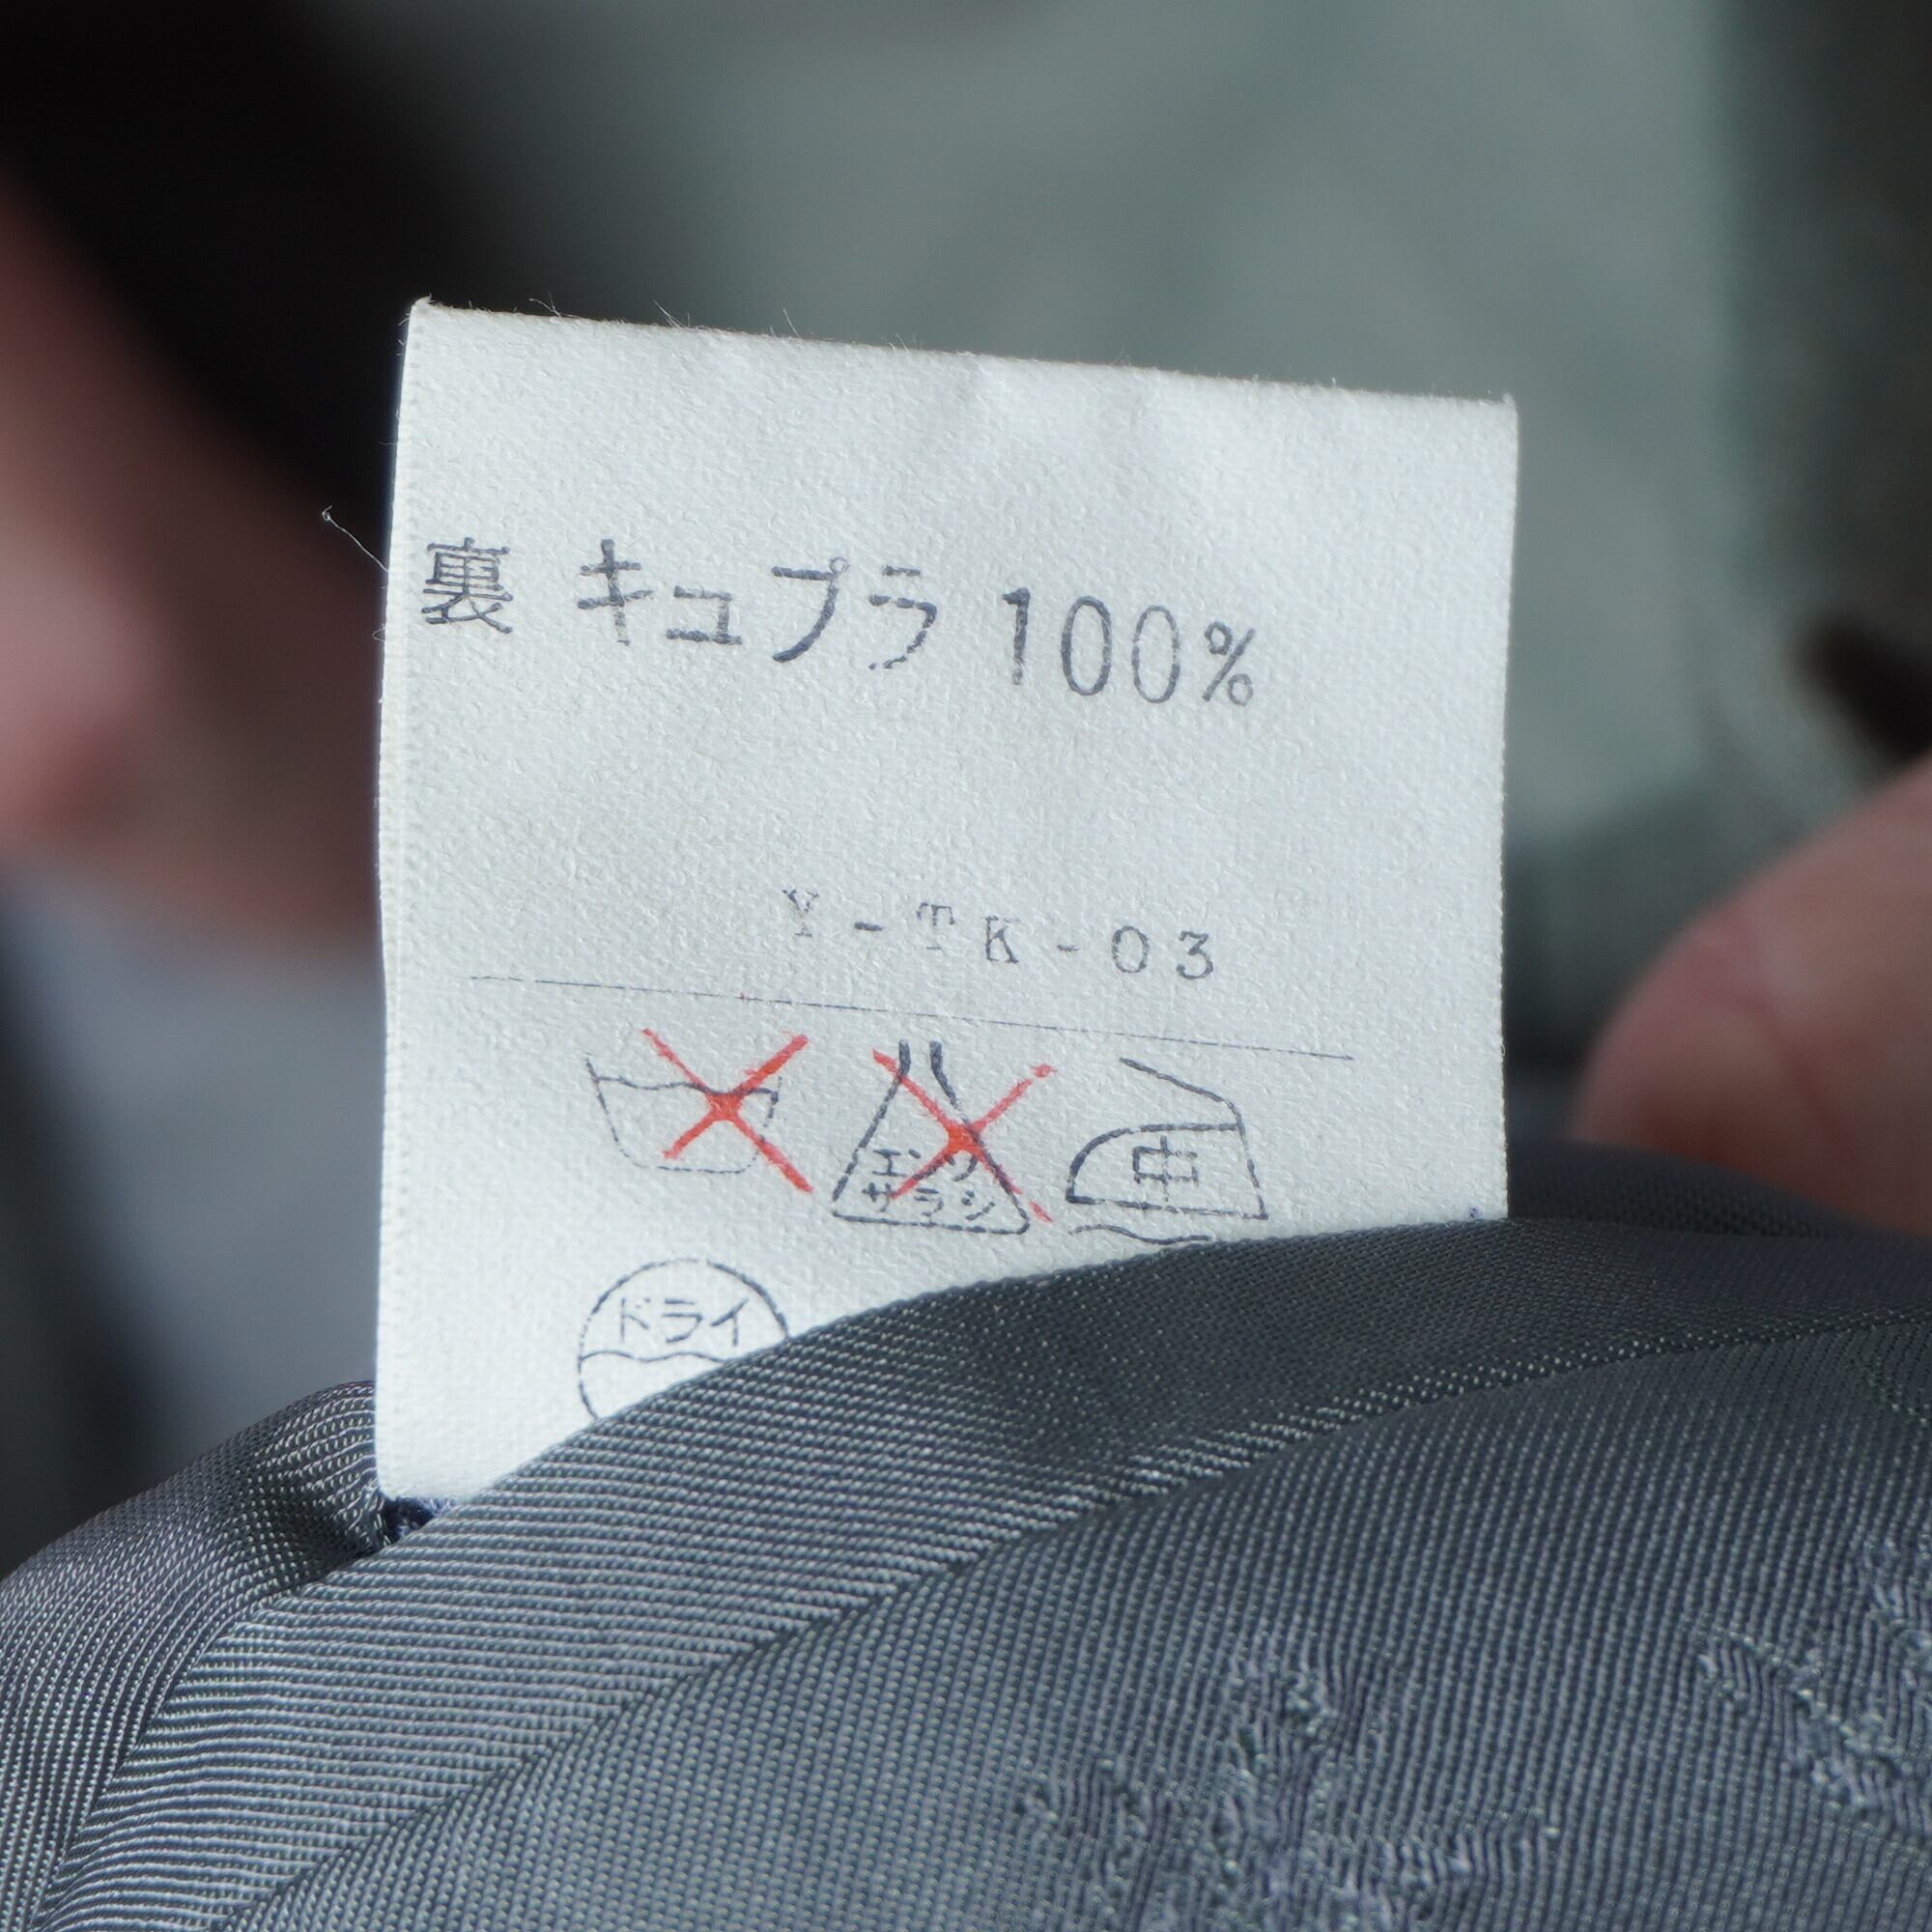 裏 キュプラ 100%
Y-TK-03
エンソ
サラシ
中
ドライ